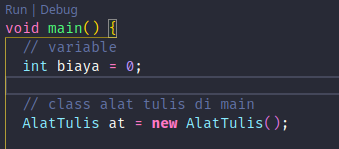 Run | Debug
void main() {
// variable
int biaya = 0;
// class alat tulis di main
AlatTulis at = new AlatTulis();